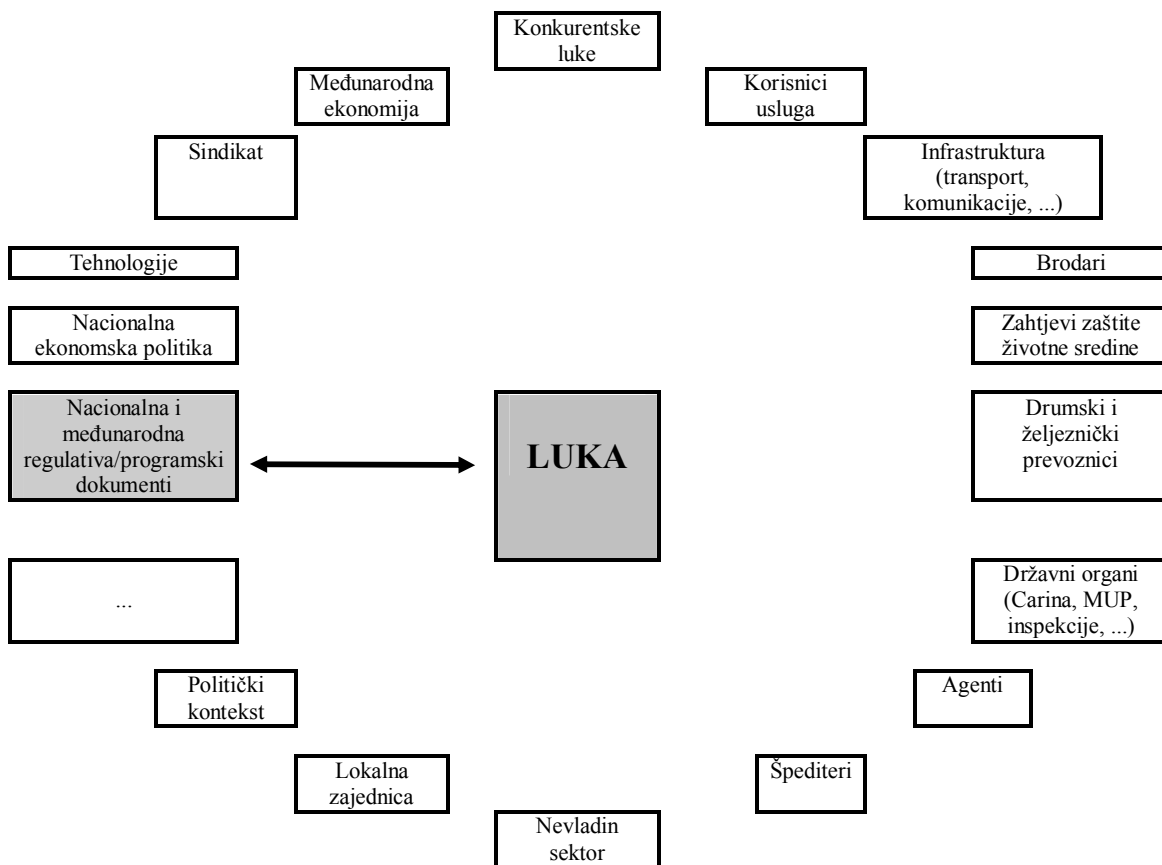 Konkurentske
luke
Međunarodna
ekonomija
Korisnici
usluga
Sindikat
Infrastruktura
(transport,
komunikacije, ...)
Tehnologije
Brodari
Nacionalna
ekonomska politika
Zahtjevi zaštite
životne sredine
Nacionalna i
međunarodna
regulativa/programski
dokumenti
LUKA
Drumski i
željeznički
prevoznici
...
Državni organi
(Carina, MUP,
inspekcije, ...)
Politički
kontekst
Agenti
Lokalna
zajednica
Špediteri
Nevladin
sektor